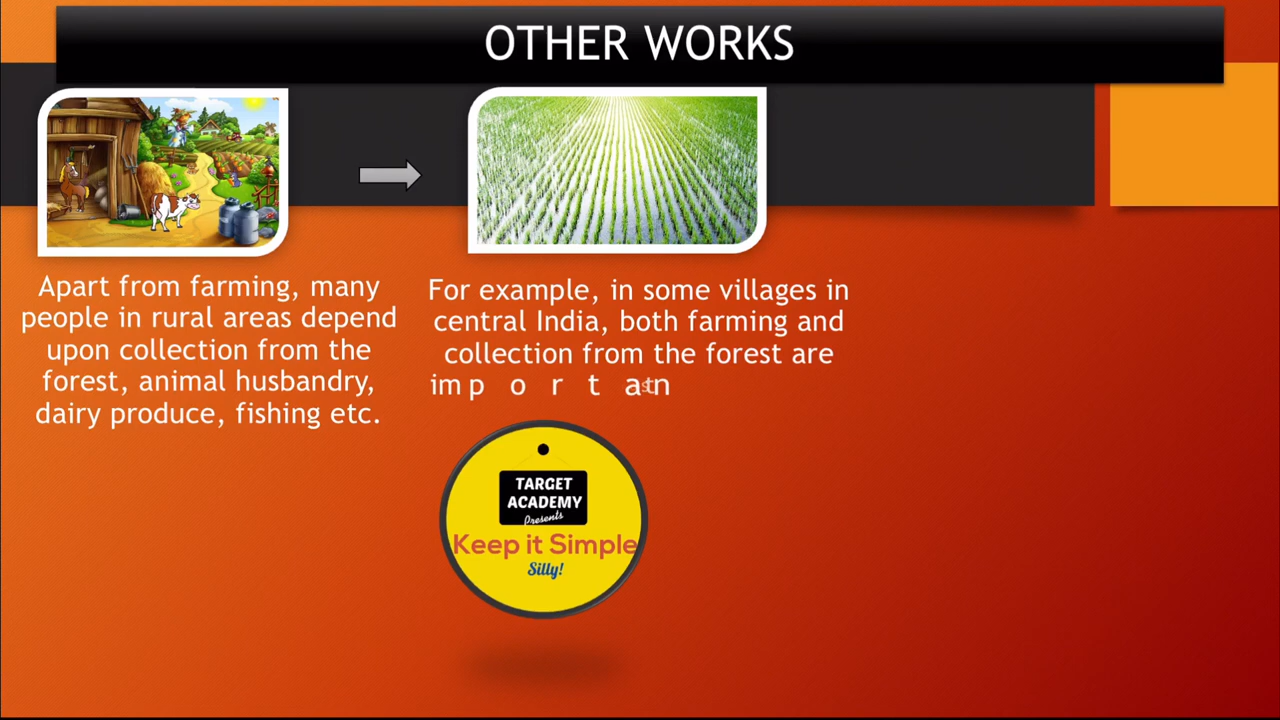 OTHER WORKS
Apart from farming, many
people in rural areas depend
upon collection from the
forest, animal husbandry,
dairy produce, fishing etc.
For example, in some villages in
central India, both farming and
collection from the forest are
TARGET
ACADEMY
Presents
Keep it Simple
Silly!